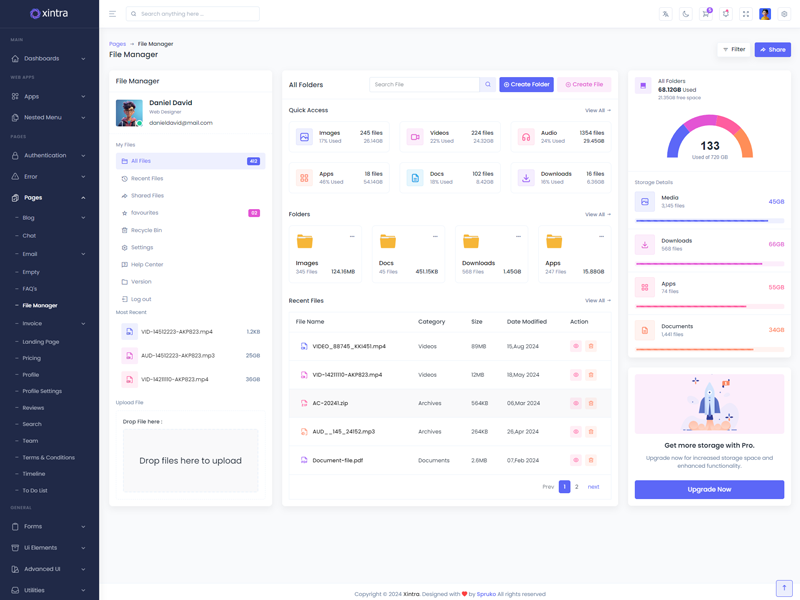 xintra
Search anything here ...
5
MAIN
Dashboards
WEB APPS
Apps
Nested Menu
PAGES
Authentication
Error
Pages
Blog
Chat
Email
Empty
FAQ's
File Manager
Invoice
Landing Page
Pricing
Profile
Profile Settings
Reviews
Search
Team
Terms & Conditions
Timeline
To Do List
GENERAL
Forms
Ui Elements
Advanced Ui
Utilities
Pages → File Manager
File Manager
Filter
Share
File Manager
Daniel David
Web Designer
danieldavid@mail.com
My Files
All Files 412
Recent Files
Shared Files
favourites
Recycle Bin
Settings
Help Center
Version
Log out
Most Recent
VID-14512223-AKP823.mp4 1.2KB
AUD-14512223-AKP823.mp3 25GB
VID-14211110-AKP823.mp4 36GB
Upload File
Drop File here :
Drop files here to upload
All Folders
Search File
Create Folder
Create File
Quick Access View All →
Images 245 files
17% Used 26.14GB
Videos 224 files
22% Used 24.32GB
Audio 1354 files
24% Used 29.45GB
Apps 18 files
46% Used 54.14GB
Docs 102 files
18% Used 8.42GB
Downloads 16 files
16% Used 6.36GB
Folders View All →
Images
345 Files 124.16MB
Docs
45 Files 451.15KB
Downloads
568 Files 1.45GB
Apps
247 Files 15.88GB
Recent Files View All →
File Name Category Size Date Modified Action
VIDEO_88745_KKI451.mp4 Videos 89MB 15,Aug 2024
VID-14211110-AKP823.mp4 Videos 12MB 18,May 2024
AC-20241.zip Archives 564KB 06,Mar 2024
AUD__145_24152.mp3 Archives 264KB 26,Apr 2024
Document-file.pdf Documents 2.6MB 07,Feb 2024
Prev 1 2 next
All Folders
68.12GB Used
21.35GB free space
133
Used of 725 GB
Storage Details
Media 45GB
3,145 files
Downloads 66GB
568 files
Apps 55GB
74 files
Documents 34GB
1,441 files
Get more storage with Pro.
Upgrade now for increased storage space and
enhanced functionality.
Upgrade Now
Copyright © 2024 Xintra. Designed with ❤ by Spruko All rights reserved